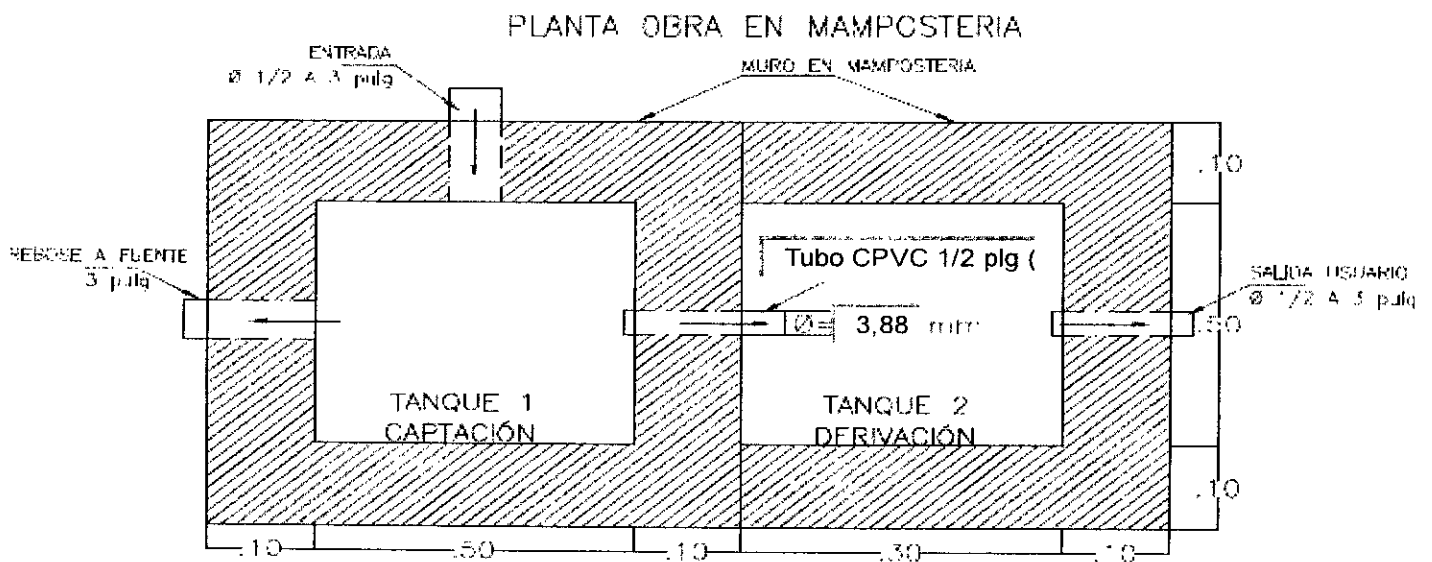 PLANTA OBRA EN MAMPOSTERIA
ENTRADA
Ø 1/2 A 3 pulg
MURO EN MAMPOSTERIA
.10
REBOSE A FUENTE
3 pulg
Tubo CPVC 1/2 plg (
Ø= 3,88 mm
SALIDA USUARIO
Ø 1/2 A 3 pulg
TANQUE 1
CAPTACIÓN
TANQUE 2
DERIVACIÓN
.10
.10
.10
.30
.10